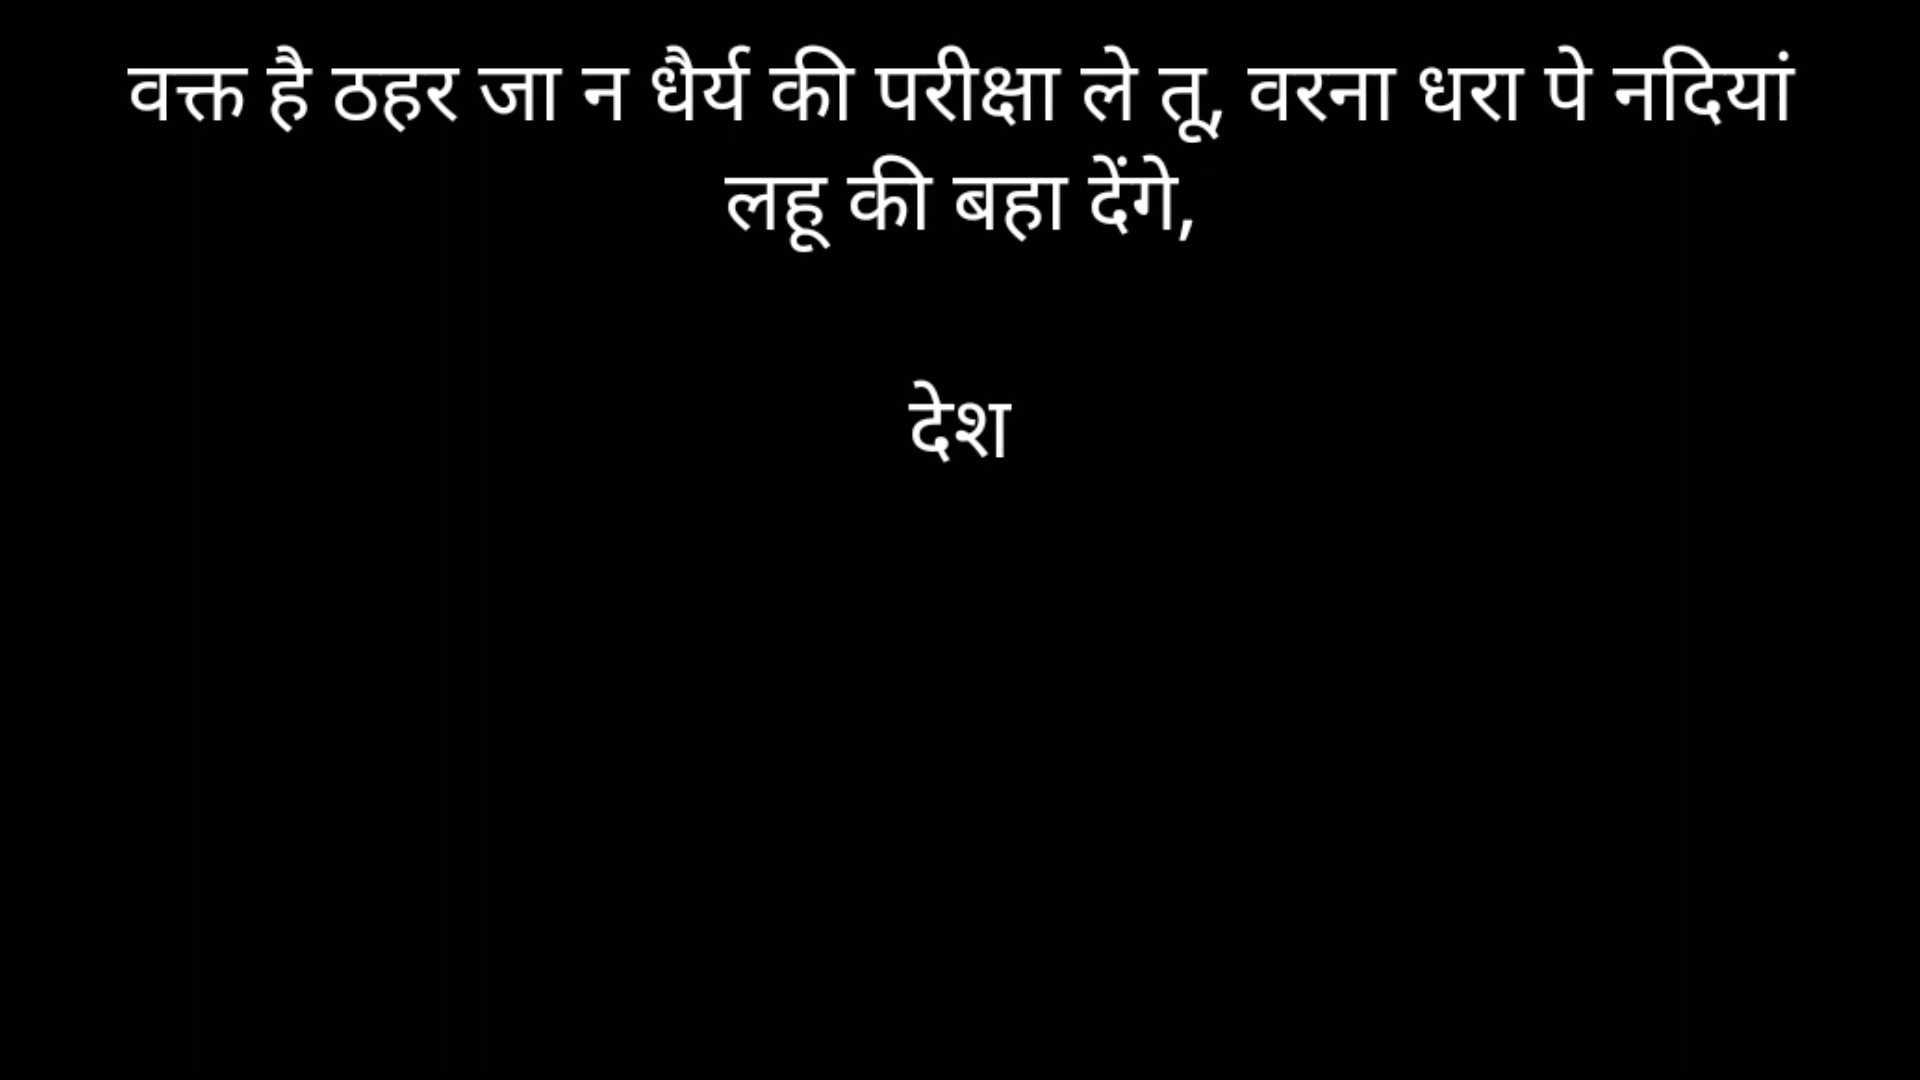 वक्त है ठहर जा न धैर्य की परीक्षा ले तू, वरना धरा पे नदियां
लहू की बहा देंगे,
देश